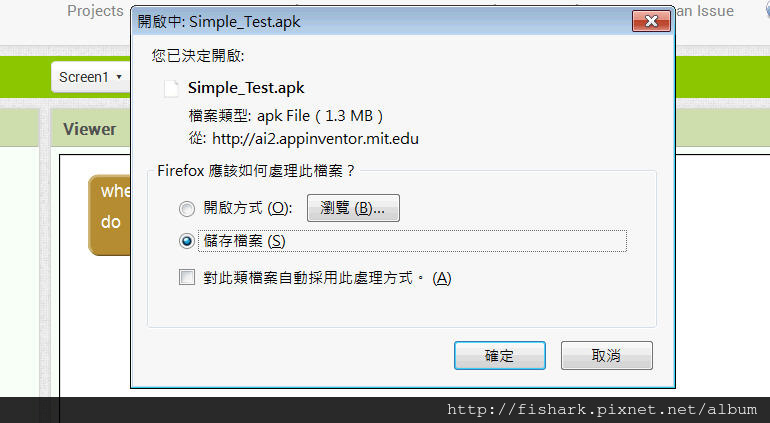 Projects
an Issue
開啟中: Simple_Test.apk
您已決定開啟:
Simple_Test.apk
檔案類型: apk File ( 1.3 MB )
從: http://ai2.appinventor.mit.edu
Firefox 應該如何處理此檔案？
開啟方式 (O):
瀏覽 (B)...
儲存檔案 (S)
對此類檔案自動採用此處理方式。 (A)
確定
取消
Screen1
Viewer
whe
do
http://fishark.pixnet.net/album